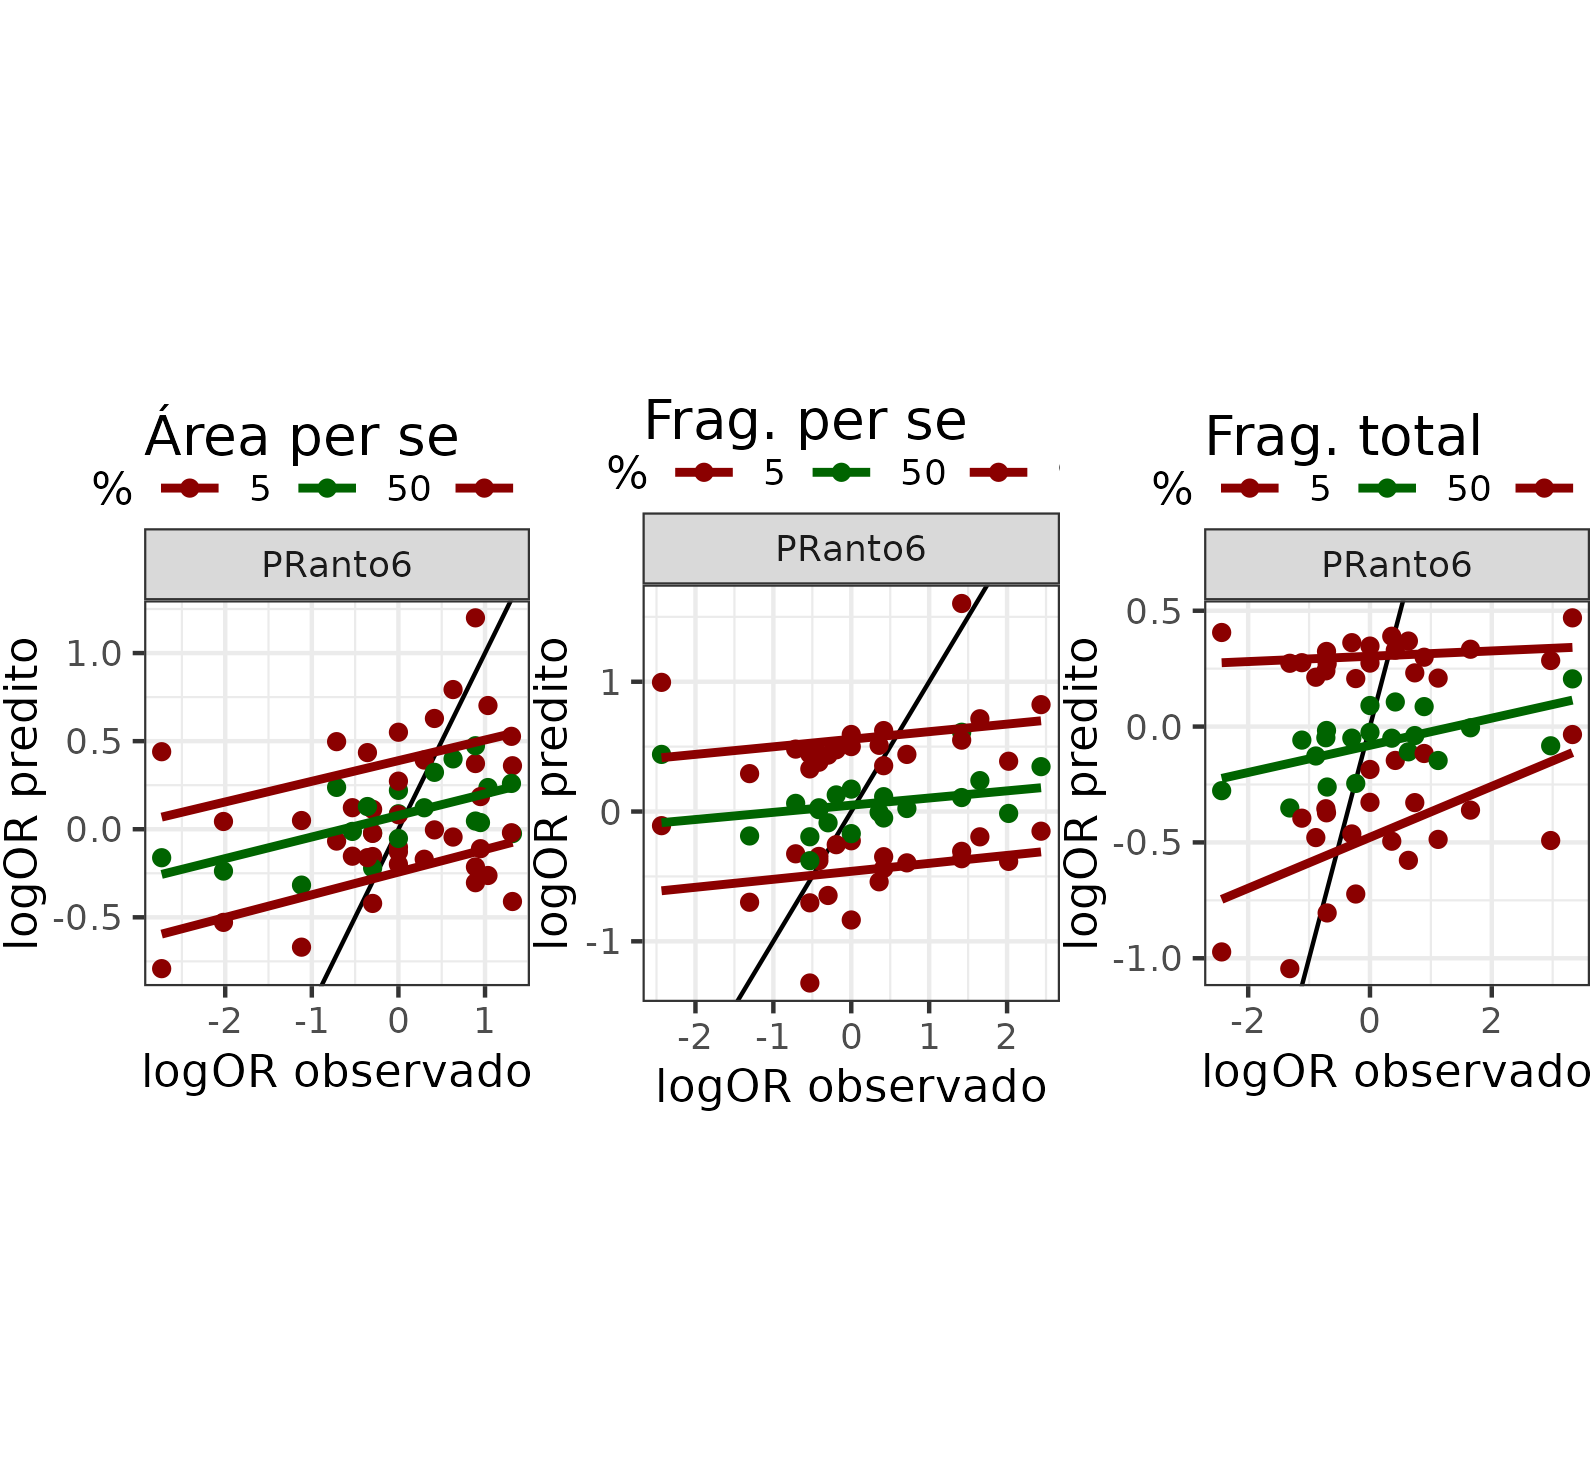 Área per se
% 5 50
PRanto6
1.0
0.5
0.0
-0.5
-2 -1 0 1
logOR observado
logOR predito
Frag. per se
% 5 50
PRanto6
1
0
-1
-2 -1 0 1 2
logOR observado
logOR predito
Frag. total
% 5 50
PRanto6
0.5
0.0
-0.5
-1.0
-2 0 2
logOR observado
logOR predito